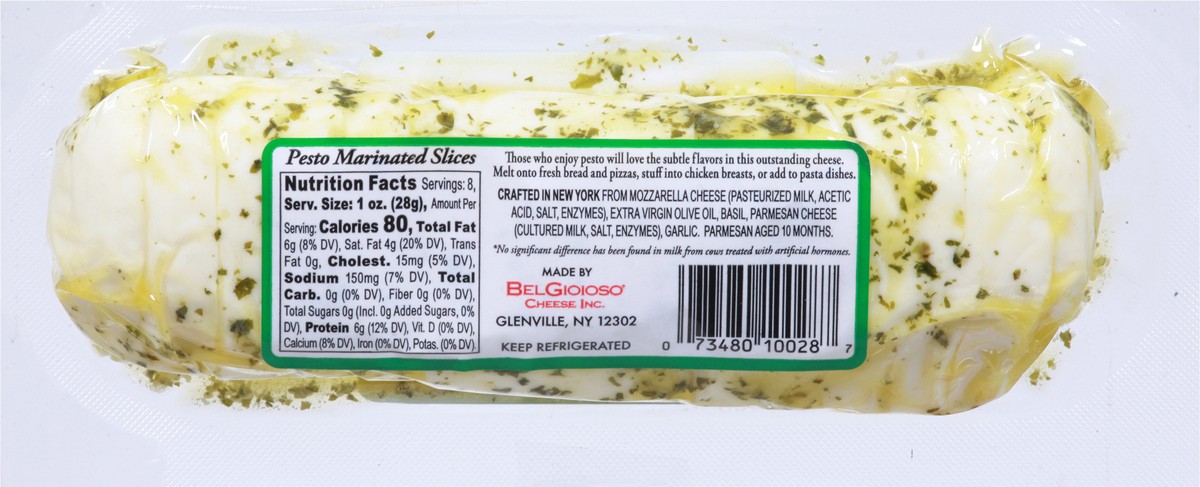 Pesto Marinated Slices
Nutrition Facts Servings: 8,
Serv. Size: 1 oz. (28g), Amount Per
Serving: Calories 80, Total Fat
6g (8% DV), Sat. Fat 4g (20% DV), Trans
Fat 0g, Cholest. 15mg (5% DV),
Sodium 150mg (7% DV), Total
Carb. 0g (0% DV), Fiber 0g (0% DV),
Total Sugars 0g (Incl. 0g Added Sugars, 0%
DV), Protein 6g (12% DV), Vit. D (0% DV),
Calcium (8% DV), Iron (0% DV), Potas. (0% DV).
Those who enjoy pesto will love the subtle flavors in this outstanding cheese.
Melt onto fresh bread and pizzas, stuff into chicken breasts, or add to pasta dishes.
CRAFTED IN NEW YORK FROM MOZZARELLA CHEESE (PASTEURIZED MILK, ACETIC
ACID, SALT, ENZYMES), EXTRA VIRGIN OLIVE OIL, BASIL, PARMESAN CHEESE
(CULTURED MILK, SALT, ENZYMES), GARLIC. PARMESAN AGED 10 MONTHS.
*No significant difference has been found in milk from cows treated with artificial hormones.
MADE BY
BELGIOIOSO®
CHEESE INC.
GLENVILLE, NY 12302
KEEP REFRIGERATED
0 73480 10028 7